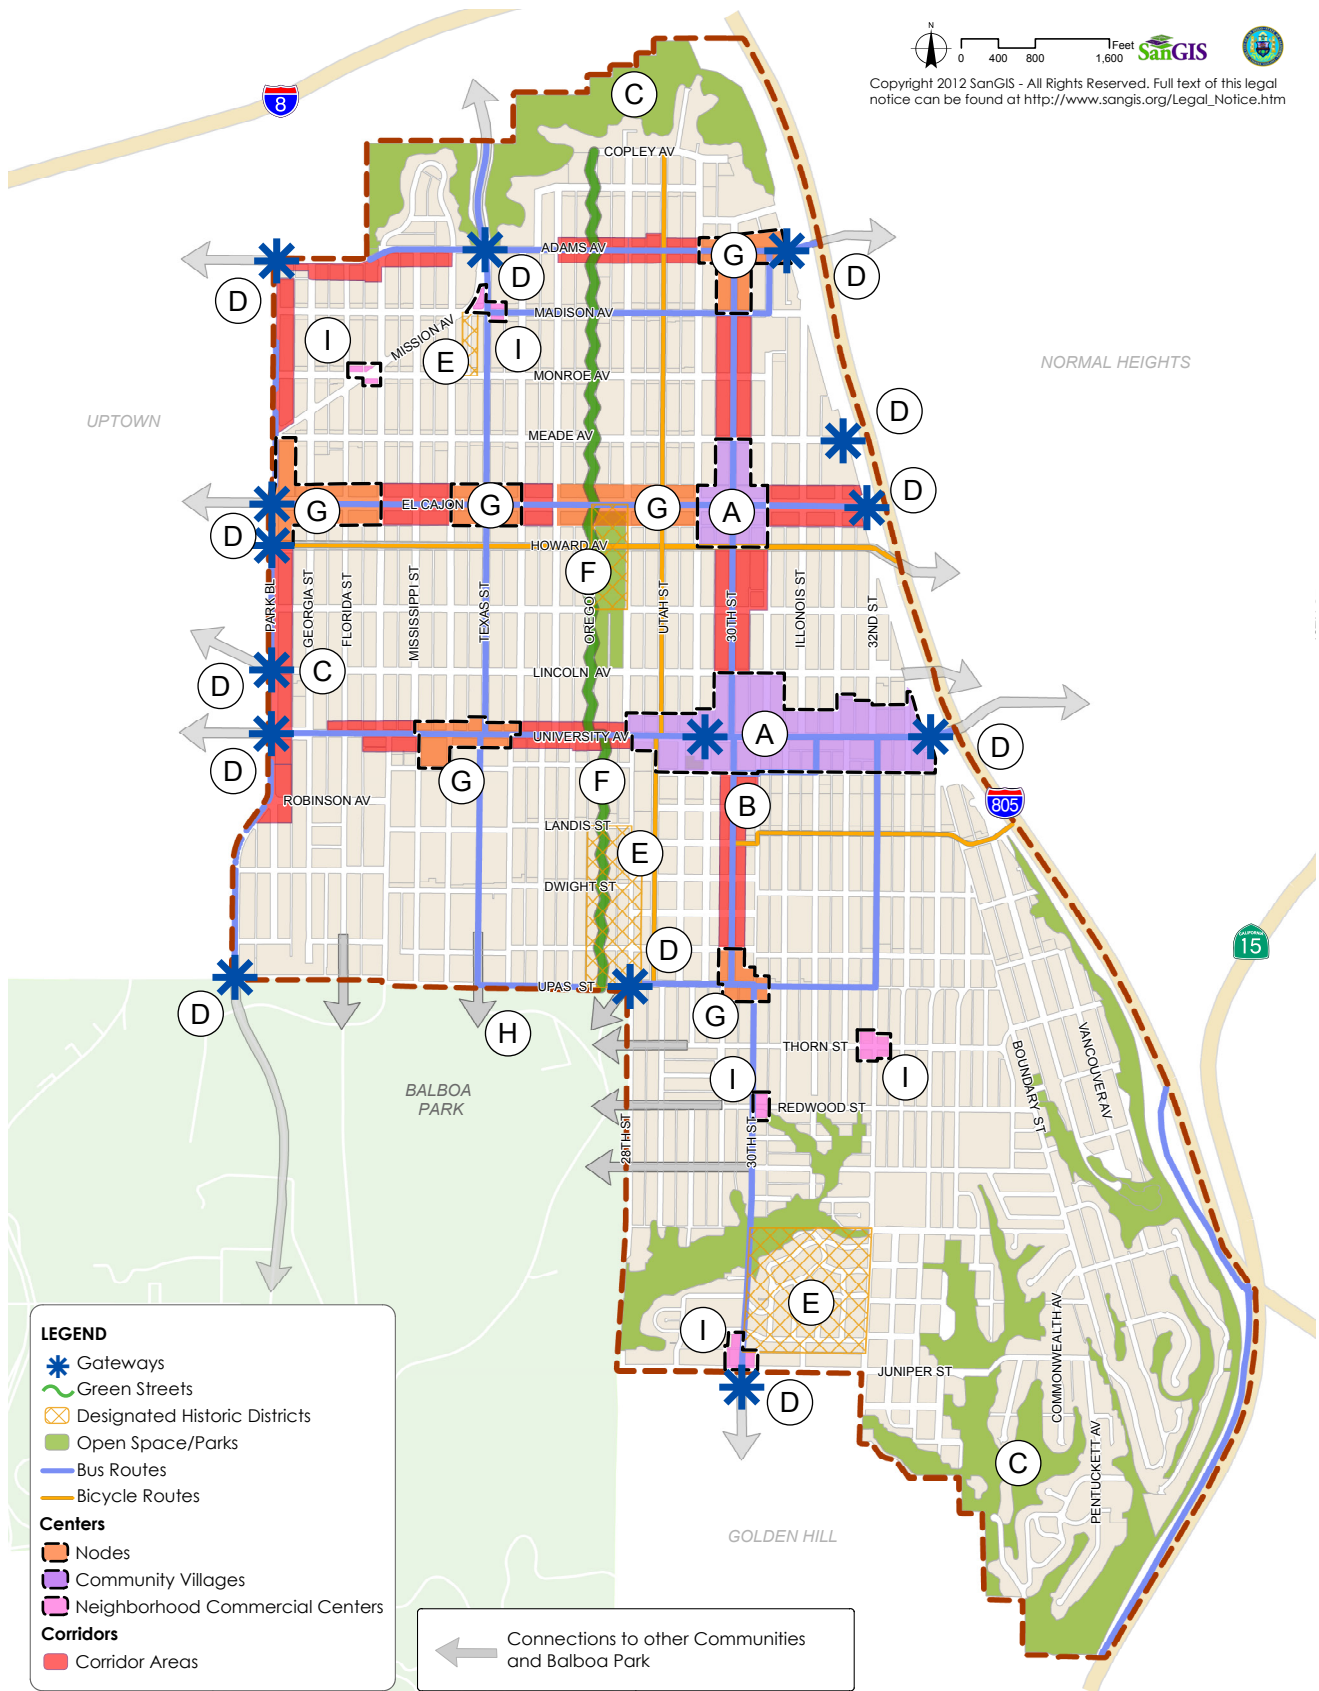 N
0 400 800 1,600 Feet
SanGIS
Copyright 2012 SanGIS - All Rights Reserved. Full text of this legal
notice can be found at http://www.sangis.org/Legal_Notice.htm
8
C
COPLEY AV
ADAMS AV
G
D
D
D
MADISON AV
I
MISSION AV
I
E
MONROE AV
NORMAL HEIGHTS
UPTOWN
D
MEADE AV
D
G
EL CAJON
G
G
A
D
HOWARD AV
F
PARK BL
GEORGIA ST
FLORIDA ST
MISSISSIPPI ST
TEXAS ST
OREGO
UTAH ST
30TH ST
ILLINOIS ST
32ND ST
D
C
LINCOLN AV
UNIVERSITY AV
A
D
D
G
F
ROBINSON AV
B
805
LANDIS ST
E
DWIGHT ST
D
CALIFORNIA
15
UPAS ST
D
G
H
THORN ST
I
I
BALBOA
PARK
REDWOOD ST
28TH ST
30TH ST
BOUNDARY ST
VANCOUVER AV
E
I
JUNIPER ST
D
COMMONWEALTH AV
C
PENTUCKETT AV
GOLDEN HILL
LEGEND
Gateways
Green Streets
Designated Historic Districts
Open Space/Parks
Bus Routes
Bicycle Routes
Centers
Nodes
Community Villages
Neighborhood Commercial Centers
Corridors
Corridor Areas
Connections to other Communities
and Balboa Park